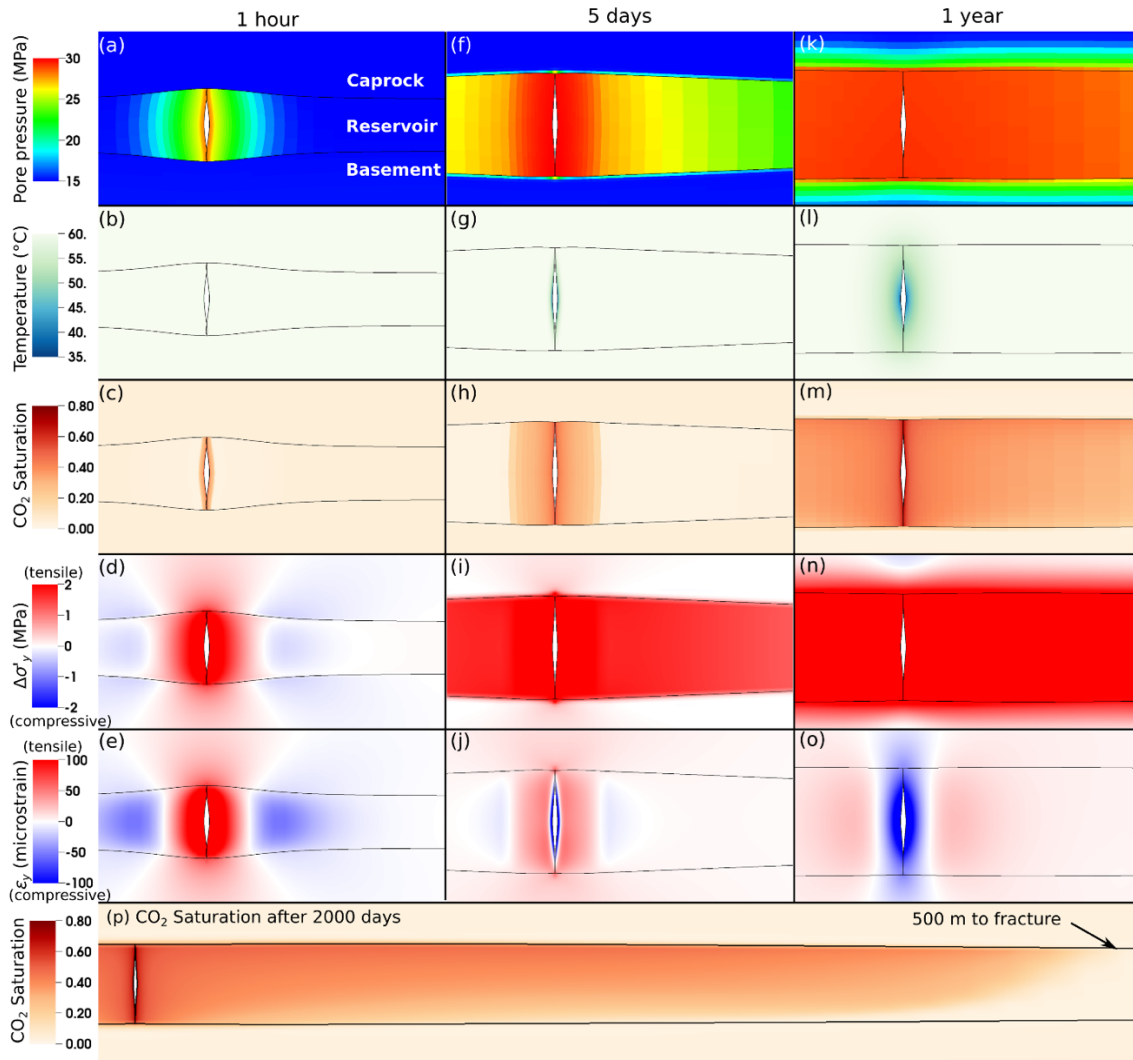 1 hour
5 days
1 year
Pore pressure (MPa)
30
25
20
15
(a)
Caprock
Reservoir
Basement
(f)
(k)
Temperature (°C)
60.
55.
50.
45.
40.
35.
(b)
(g)
(l)
CO₂ Saturation
0.80
0.60
0.40
0.20
0.00
(c)
(h)
(m)
(tensile)
Δσ'y (MPa)
2
1
0
-1
-2
(compressive)
(d)
(i)
(n)
(tensile)
εy (microstrain)
100
50
0
-50
-100
(compressive)
(e)
(j)
(o)
CO₂ Saturation
0.80
0.60
0.40
0.20
0.00
(p) CO₂ Saturation after 2000 days
500 m to fracture